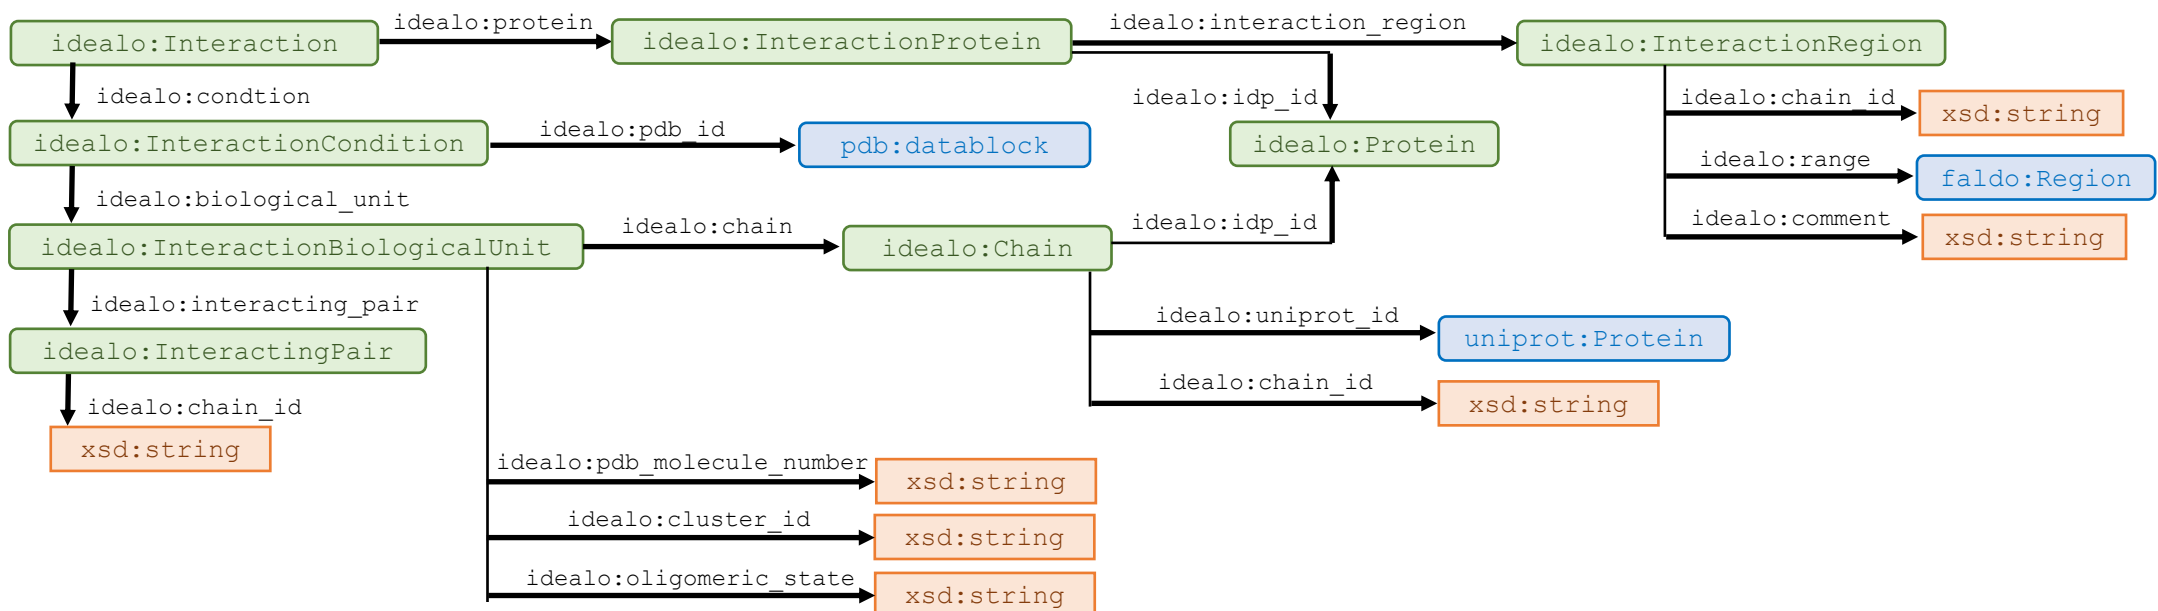 idealo:Interaction
idealo:protein
idealo:InteractionProtein
idealo:interaction_region
idealo:InteractionRegion
idealo:condtion
idealo:idp_id
idealo:chain_id
xsd:string
idealo:InteractionCondition
idealo:pdb_id
pdb:datablock
idealo:Protein
idealo:range
faldo:Region
idealo:biological_unit
idealo:InteractionBiologicalUnit
idealo:chain
idealo:Chain
idealo:idp_id
idealo:comment
xsd:string
idealo:interacting_pair
idealo:InteractingPair
idealo:uniprot_id
uniprot:Protein
idealo:chain_id
xsd:string
idealo:chain_id
xsd:string
idealo:pdb_molecule_number
xsd:string
idealo:cluster_id
xsd:string
idealo:oligomeric_state
xsd:string